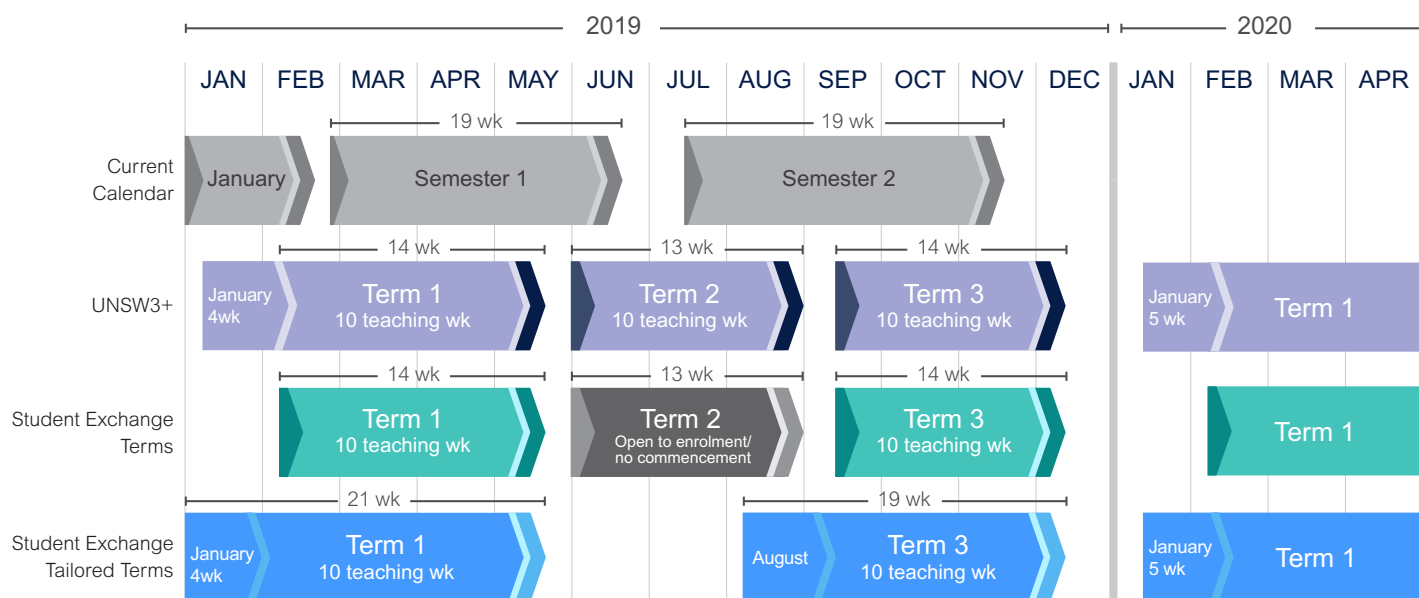 2019
2020
JAN FEB MAR APR MAY JUN JUL AUG SEP OCT NOV DEC JAN FEB MAR APR
19 wk
19 wk
Current
Calendar
January
Semester 1
Semester 2
14 wk
13 wk
14 wk
UNSW3+
January
4wk
Term 1
10 teaching wk
Term 2
10 teaching wk
Term 3
10 teaching wk
January
5 wk
Term 1
14 wk
13 wk
14 wk
Student Exchange
Terms
Term 1
10 teaching wk
Term 2
Open to enrolment/
no commencement
Term 3
10 teaching wk
Term 1
21 wk
19 wk
Student Exchange
Tailored Terms
January
4wk
Term 1
10 teaching wk
August
Term 3
10 teaching wk
January
5 wk
Term 1